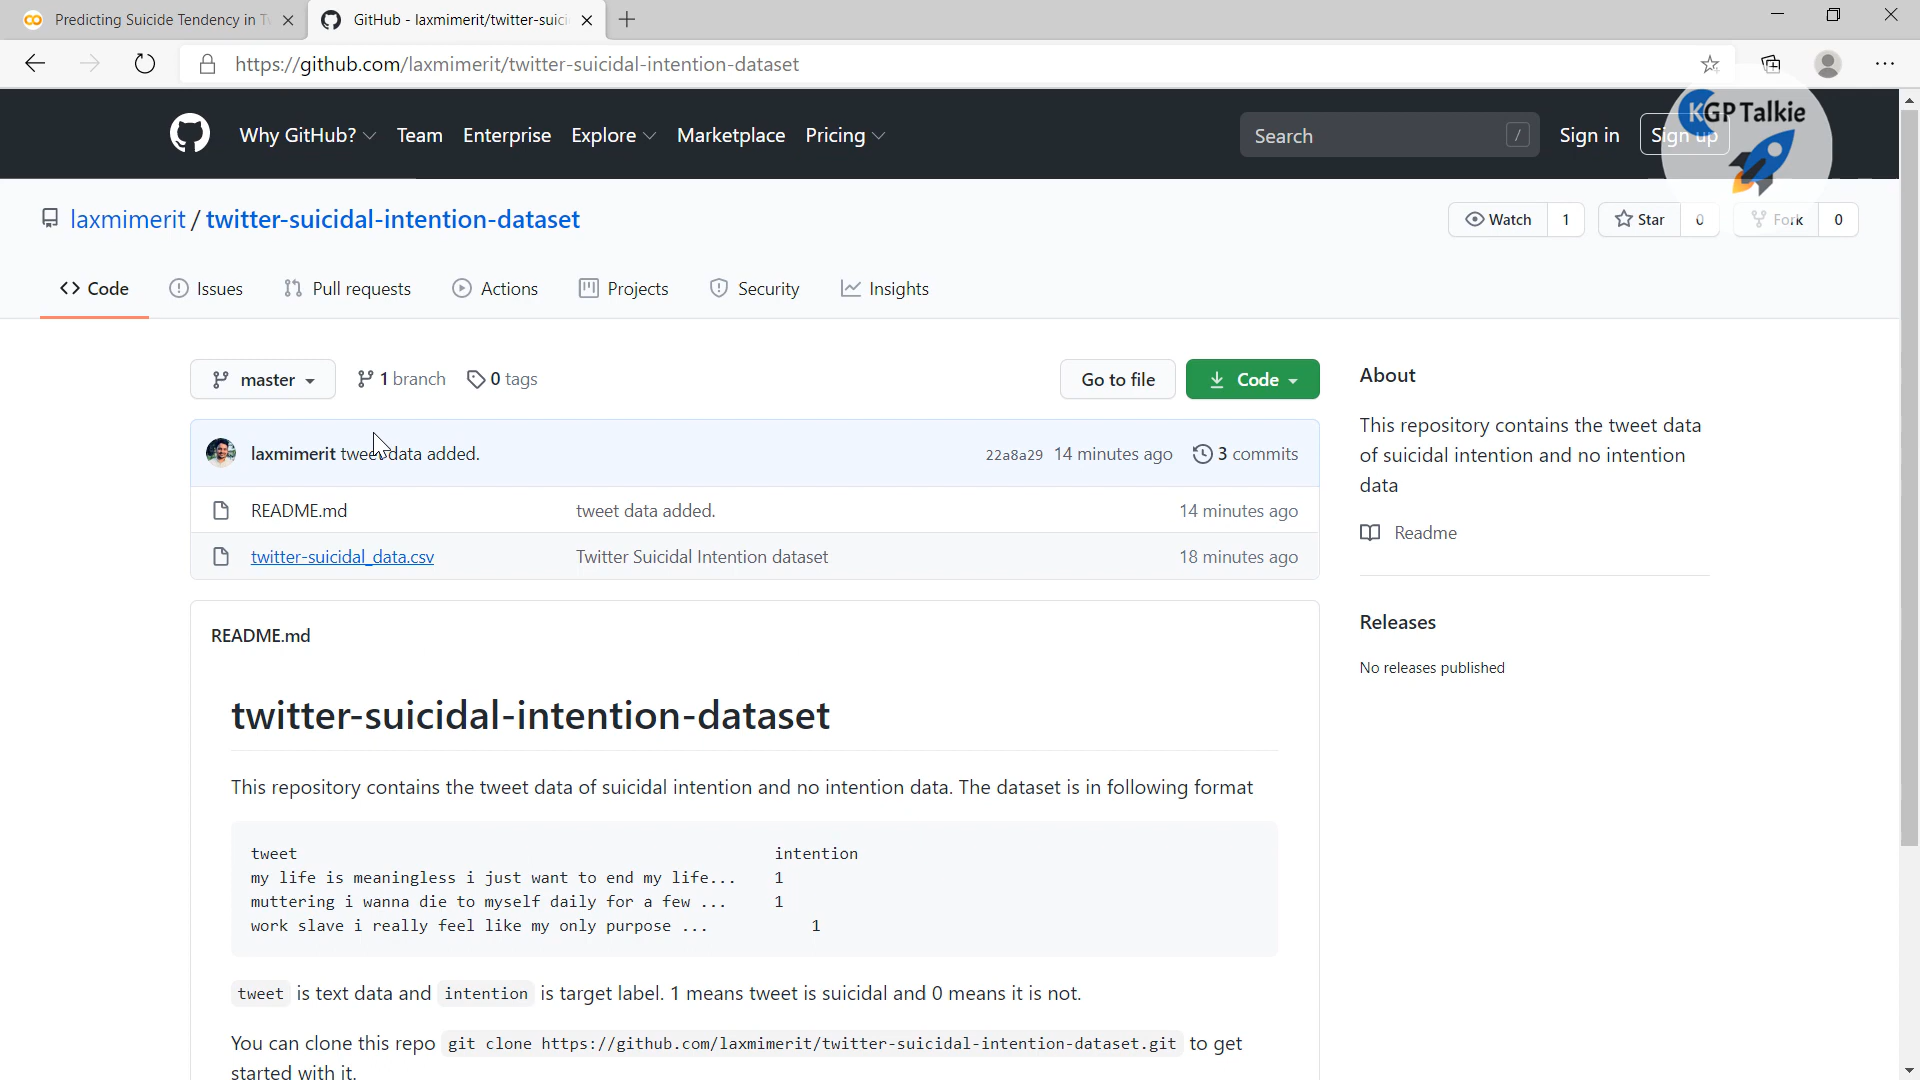 Predicting Suicide Tendency in T
GitHub - laxmimerit/twitter-suici
https://github.com/laxmimerit/twitter-suicidal-intention-dataset
KGP Talkie
Why GitHub? Team Enterprise Explore Marketplace Pricing Search / Sign in Sign up
laxmimerit / twitter-suicidal-intention-dataset
Watch 1 Star 0 Fork 0
Code Issues Pull requests Actions Projects Security Insights
master 1 branch 0 tags Go to file Code
laxmimerit tweet data added. 22a8a29 14 minutes ago 3 commits
README.md tweet data added. 14 minutes ago
twitter-suicidal_data.csv Twitter Suicidal Intention dataset 18 minutes ago
About
This repository contains the tweet data
of suicidal intention and no intention
data
Readme
Releases
No releases published
README.md
twitter-suicidal-intention-dataset
This repository contains the tweet data of suicidal intention and no intention data. The dataset is in following format
tweet intention
my life is meaningless i just want to end my life... 1
muttering i wanna die to myself daily for a few ... 1
work slave i really feel like my only purpose ... 1
tweet is text data and intention is target label. 1 means tweet is suicidal and 0 means it is not.
You can clone this repo git clone https://github.com/laxmimerit/twitter-suicidal-intention-dataset.git to get
started with it.